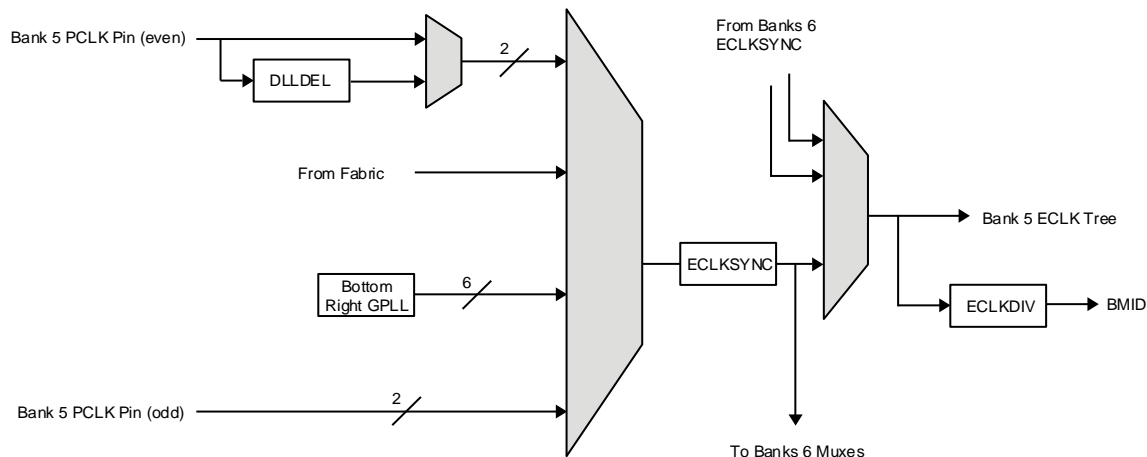 From Banks 6
ECLKSYNC
Bank 5 PCLK Pin (even)
2
DLLDEL
From Fabric
Bank 5 ECLK Tree
ECLKSYNC
Bottom
Right GPLL
6
ECLKDIV
BMID
2
Bank 5 PCLK Pin (odd)
To Banks 6 Muxes